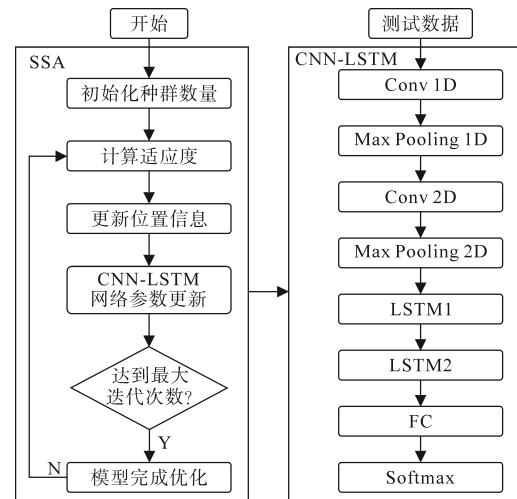 开始
SSA
初始化种群数量
计算适应度
更新位置信息
CNN-LSTM
网络参数更新
达到最大
迭代次数?
Y
N
模型完成优化
测试数据
CNN-LSTM
Conv 1D
Max Pooling 1D
Conv 2D
Max Pooling 2D
LSTM1
LSTM2
FC
Softmax